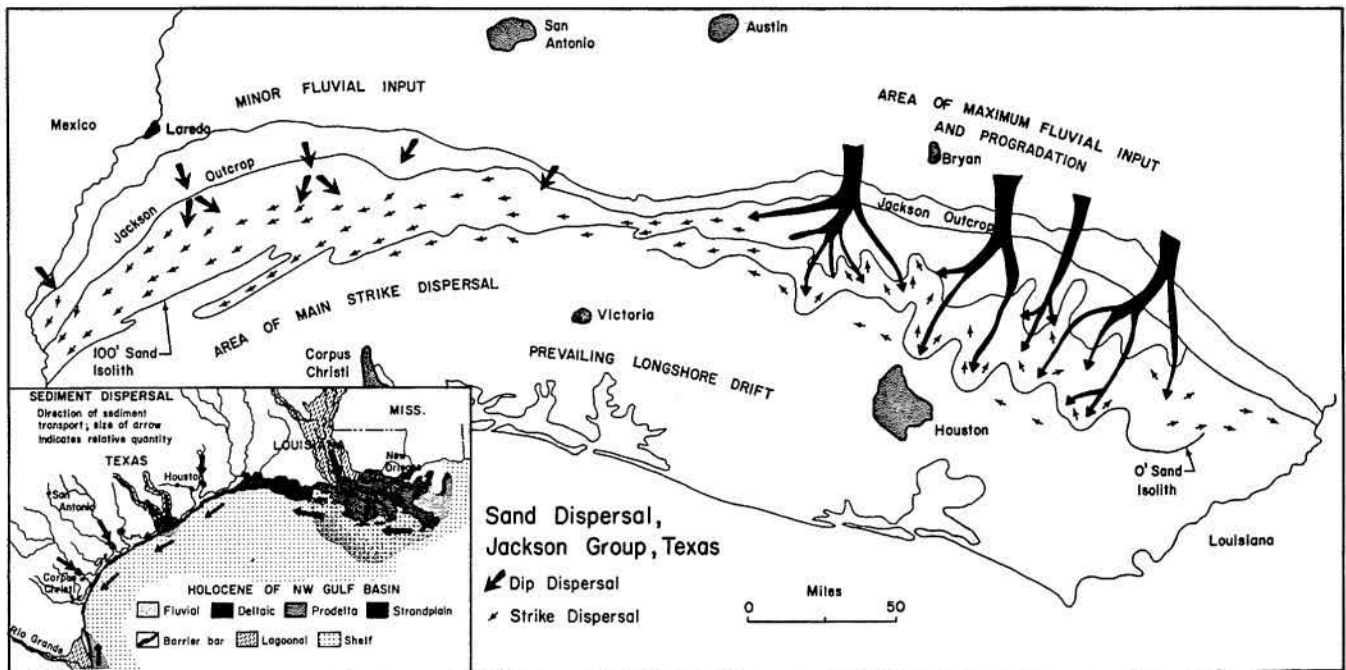 San
Antonio
Austin
MINOR FLUVIAL INPUT
Mexico
Laredo
AREA OF MAXIMUM FLUVIAL INPUT
AND PROGRADATION
Bryan
Jackson Outcrop
Jackson Outcrop
AREA OF MAIN STRIKE DISPERSAL
Victoria
100' Sand
Isolith
Corpus
Christi
PREVAILING LONGSHORE DRIFT
Houston
0' Sand
Isolith
Louisiana
SEDIMENT DISPERSAL
Direction of sediment
transport; size of arrow
indicates relative quantity
MISS.
LOUISIANA
TEXAS
New
Orleans
Houston
San
Antonio
Corpus
Christi
Rio Grande
HOLOCENE OF NW GULF BASIN
Fluvial Deltaic Prodelta Strandplain
Barrier bar Lagoonal Shelf
Sand Dispersal,
Jackson Group, Texas
Dip Dispersal
Strike Dispersal
Miles
0 50